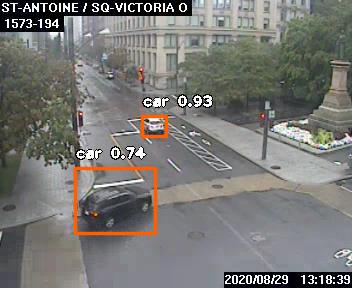 ST-ANTOINE / SQ-VICTORIA O
1573-194
car 0.93
car 0.74
2020/08/29 13:18:39